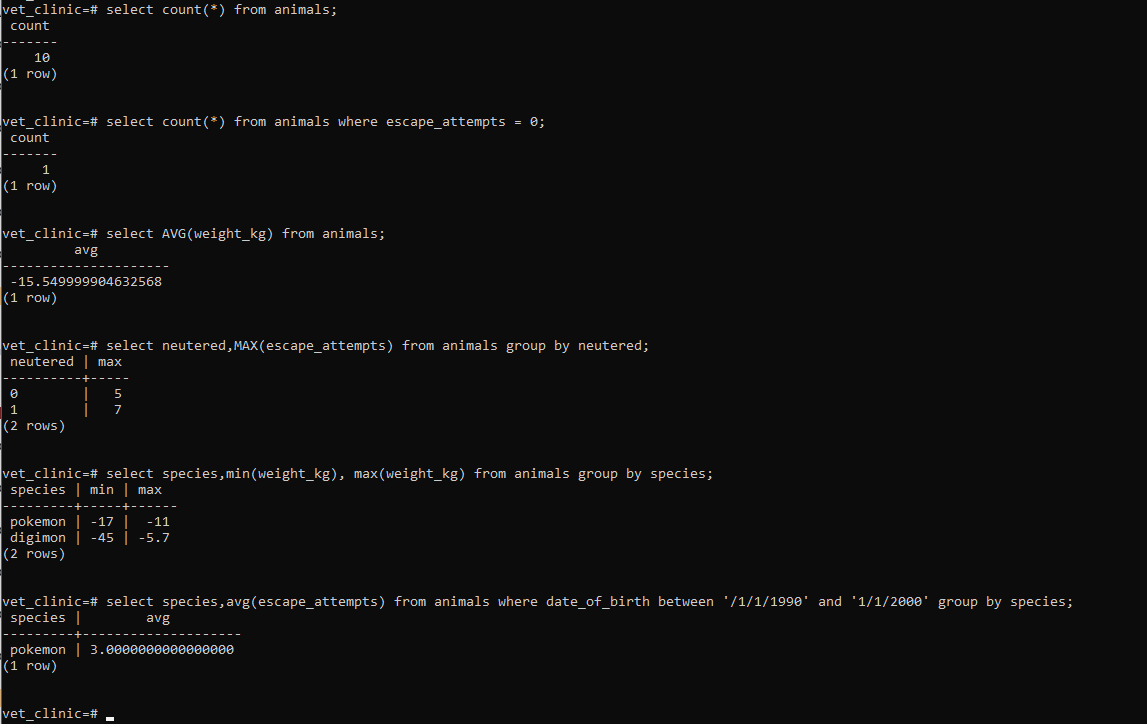 vet_clinic=# select count(*) from animals;
 count
-------
    10
(1 row)

vet_clinic=# select count(*) from animals where escape_attempts = 0;
 count
-------
     1
(1 row)

vet_clinic=# select AVG(weight_kg) from animals;
         avg
---------------------
 -15.549999904632568
(1 row)

vet_clinic=# select neutered,MAX(escape_attempts) from animals group by neutered;
 neutered | max
----------+-----
 0        |   5
 1        |   7
(2 rows)

vet_clinic=# select species,min(weight_kg), max(weight_kg) from animals group by species;
 species | min | max
---------+-----+------
 pokemon | -17 |  -11
 digimon | -45 | -5.7
(2 rows)

vet_clinic=# select species,avg(escape_attempts) from animals where date_of_birth between '/1/1/1990' and '1/1/2000' group by species;
 species |        avg
---------+--------------------
 pokemon | 3.0000000000000000
(1 row)

vet_clinic=#